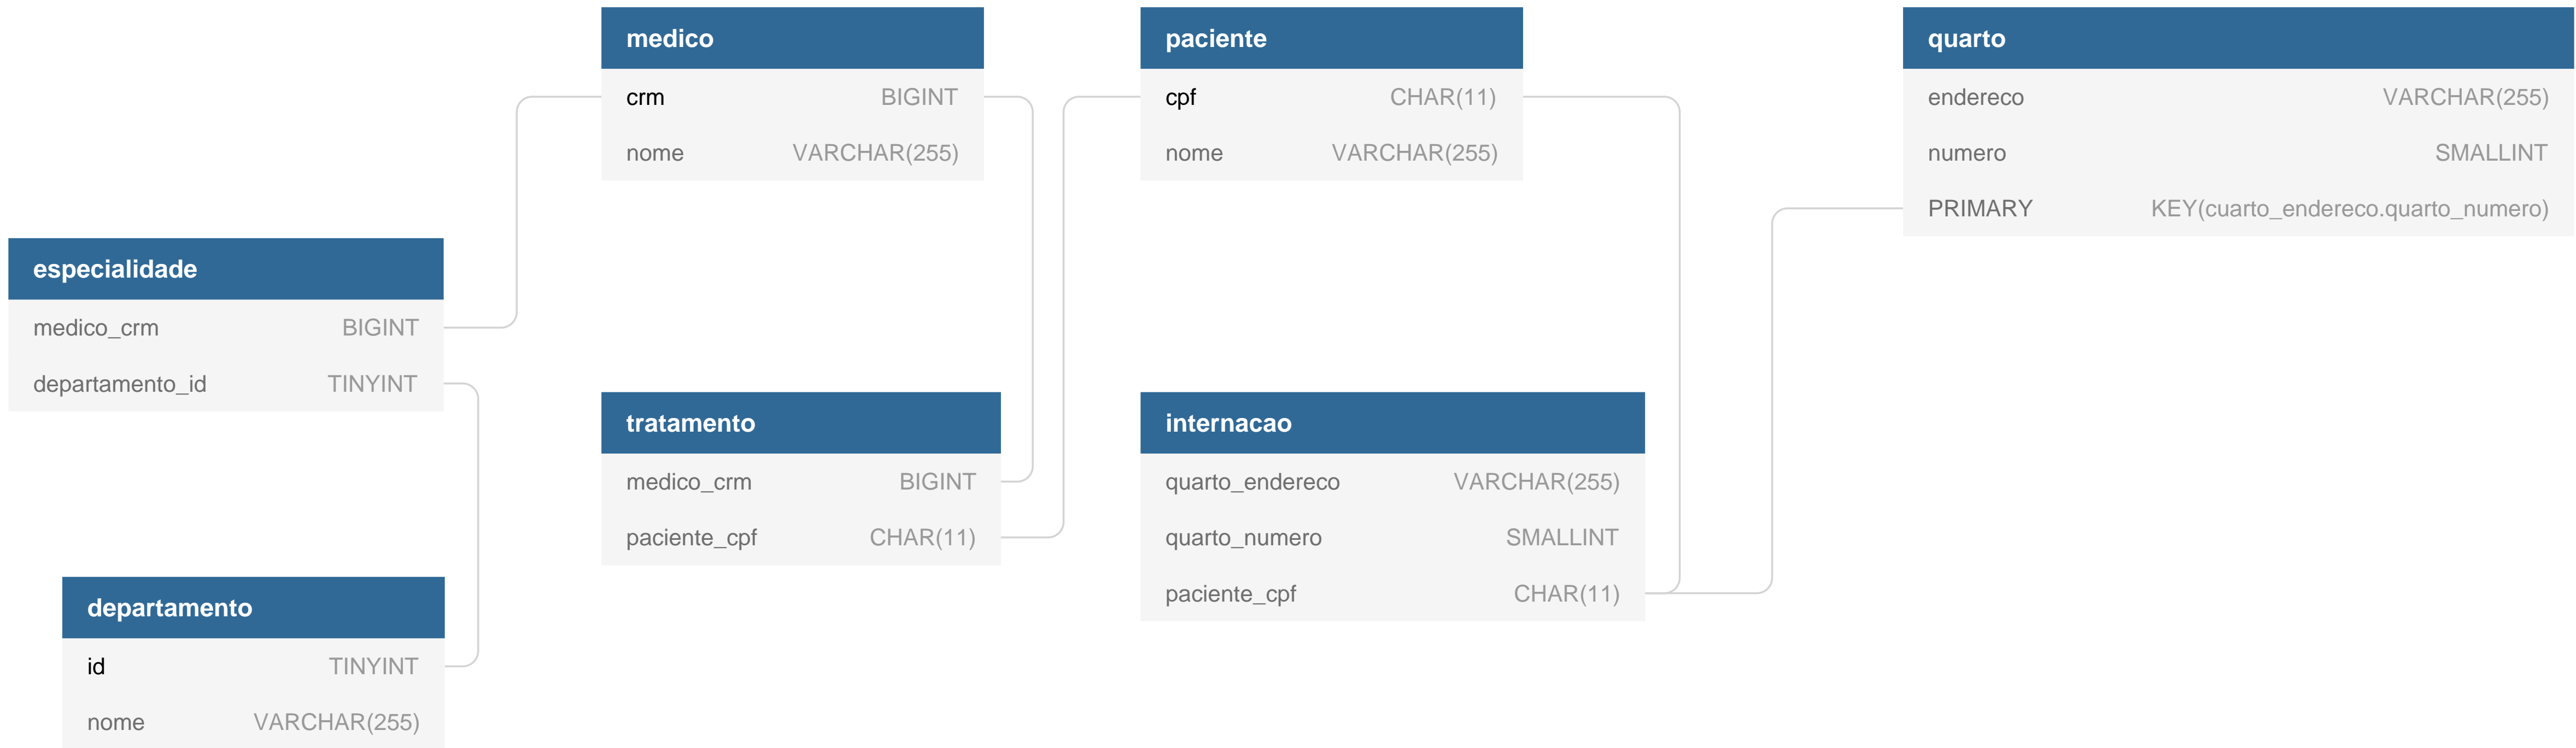 medico
crm BIGINT
nome VARCHAR(255)
paciente
cpf CHAR(11)
nome VARCHAR(255)
quarto
endereco VARCHAR(255)
numero SMALLINT
PRIMARY KEY(cuarto_endereco.quarto_numero)
especialidade
medico_crm BIGINT
departamento_id TINYINT
tratamento
medico_crm BIGINT
paciente_cpf CHAR(11)
internacao
quarto_endereco VARCHAR(255)
quarto_numero SMALLINT
paciente_cpf CHAR(11)
departamento
id TINYINT
nome VARCHAR(255)